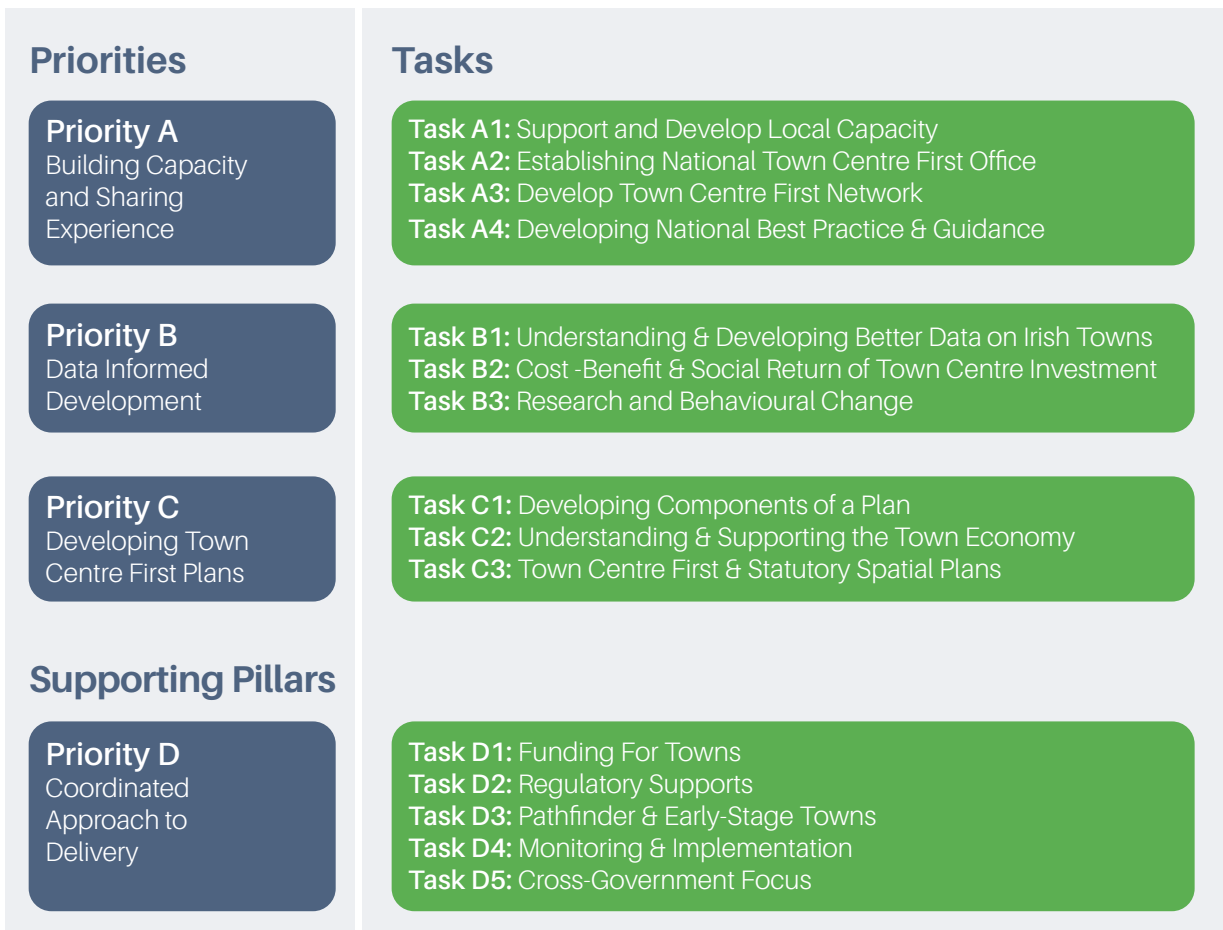 Priorities
Tasks
Priority A
Building Capacity
and Sharing
Experience
Task A1: Support and Develop Local Capacity
Task A2: Establishing National Town Centre First Office
Task A3: Develop Town Centre First Network
Task A4: Developing National Best Practice & Guidance
Priority B
Data Informed
Development
Task B1: Understanding & Developing Better Data on Irish Towns
Task B2: Cost -Benefit & Social Return of Town Centre Investment
Task B3: Research and Behavioural Change
Priority C
Developing Town
Centre First Plans
Task C1: Developing Components of a Plan
Task C2: Understanding & Supporting the Town Economy
Task C3: Town Centre First & Statutory Spatial Plans
Supporting Pillars
Priority D
Coordinated
Approach to
Delivery
Task D1: Funding For Towns
Task D2: Regulatory Supports
Task D3: Pathfinder & Early-Stage Towns
Task D4: Monitoring & Implementation
Task D5: Cross-Government Focus